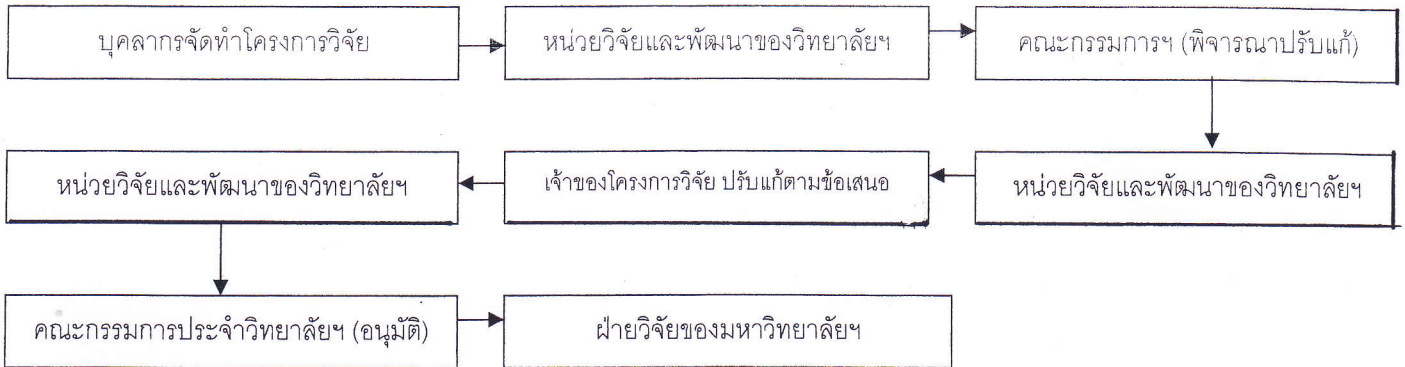 บุคลากรจัดทำโครงการวิจัย
หน่วยวิจัยและพัฒนาของวิทยาลัยฯ
คณะกรรมการฯ (พิจารณาปรับแก้)
หน่วยวิจัยและพัฒนาของวิทยาลัยฯ
เจ้าของโครงการวิจัย ปรับแก้ตามข้อเสนอ
หน่วยวิจัยและพัฒนาของวิทยาลัยฯ
คณะกรรมการประจำวิทยาลัยฯ (อนุมัติ)
ฝ่ายวิจัยของมหาวิทยาลัยฯ